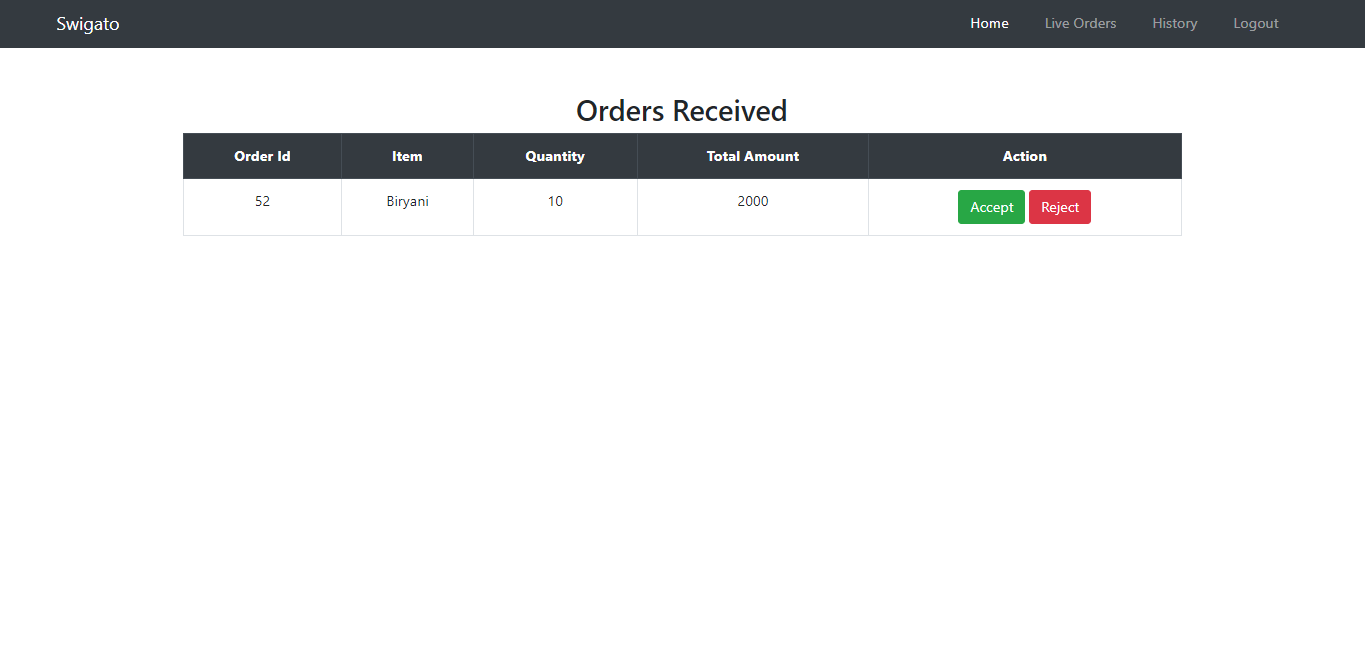 Swigato Home Live Orders History Logout
Orders Received
Order Id Item Quantity Total Amount Action
52 Biryani 10 2000 Accept Reject